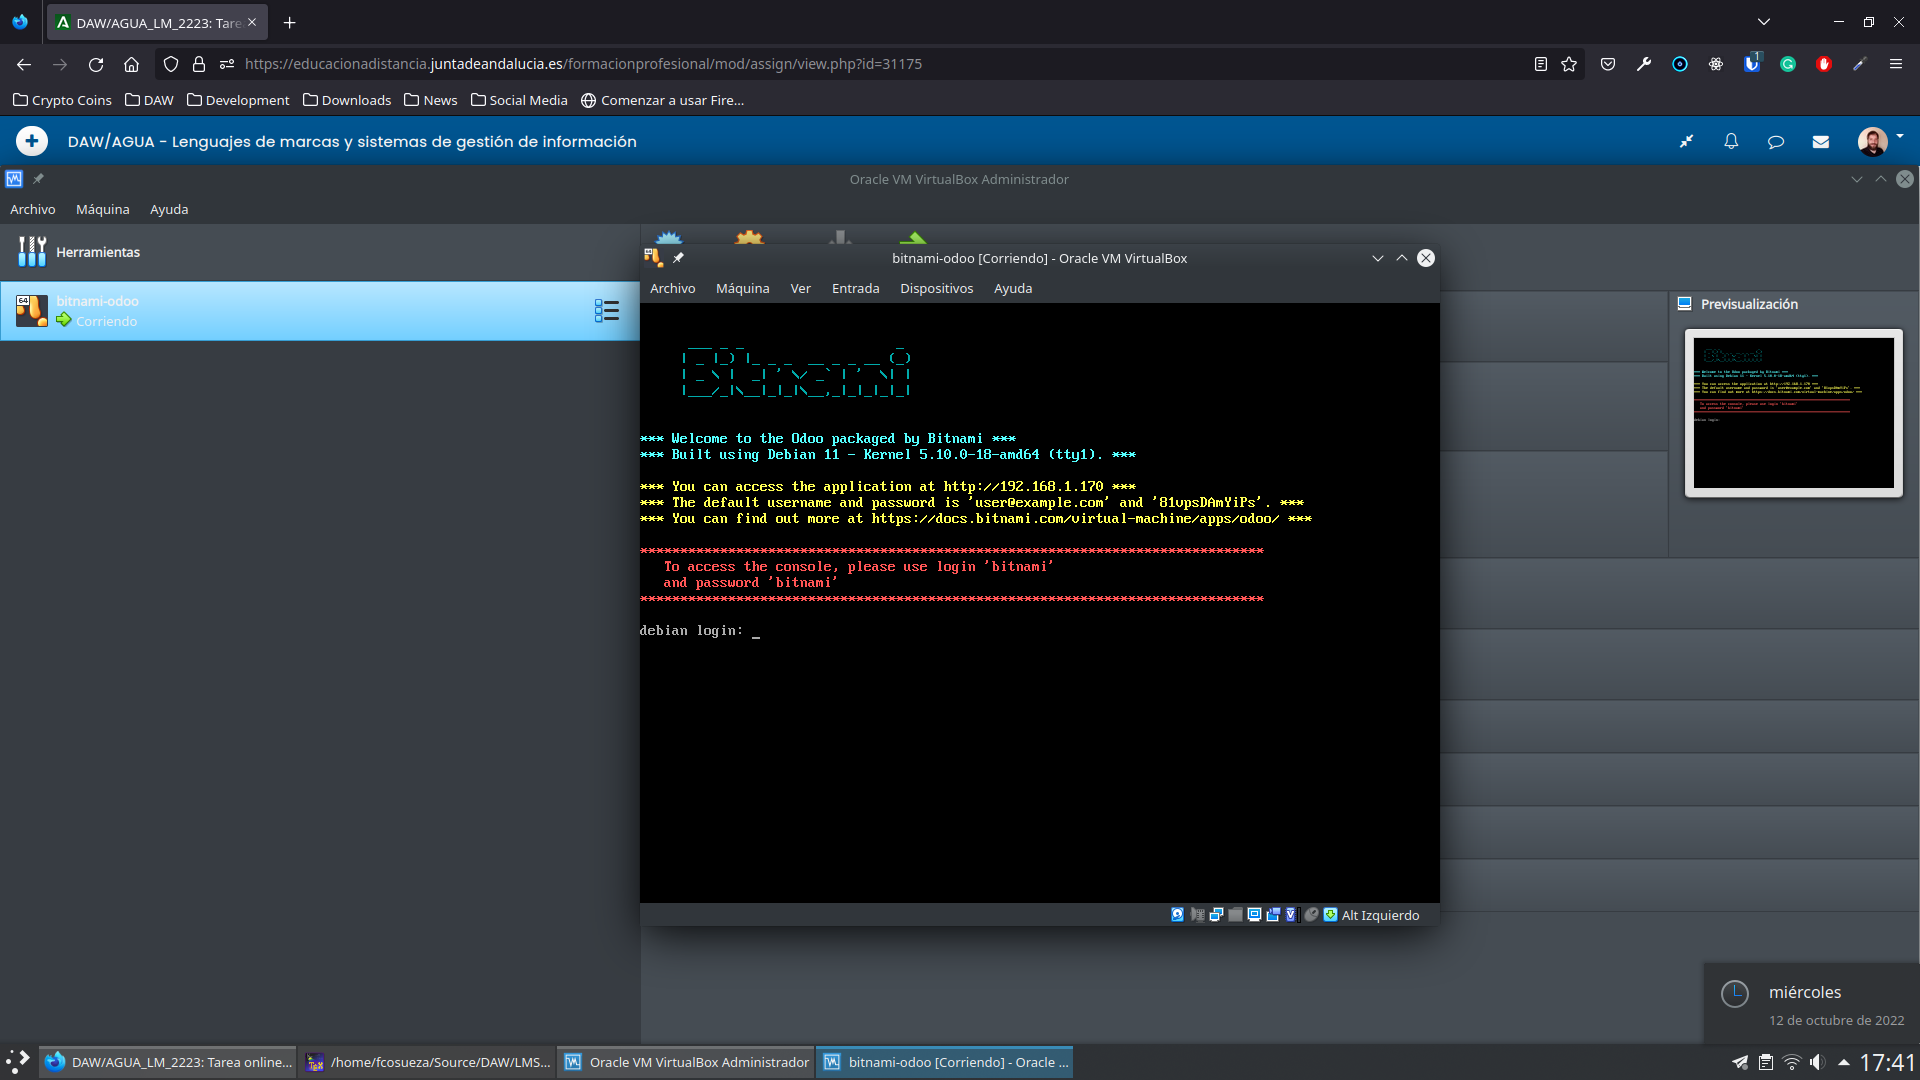 DAW/AGUA_LM_2223: Tare
https://educacionadistancia.juntadeandalucia.es/formacionprofesional/mod/assign/view.php?id=31175
1
Crypto Coins
DAW
Development
Downloads
News
Social Media
Comenzar a usar Fire...
DAW/AGUA - Lenguajes de marcas y sistemas de gestión de información
Oracle VM VirtualBox Administrador
Archivo
Máquina
Ayuda
Herramientas
64
bitnami-odoo
Corriendo
bitnami-odoo [Corriendo] - Oracle VM VirtualBox
Archivo
Máquina
Ver
Entrada
Dispositivos
Ayuda
Previsualización
Bitnami
*** Welcome to the Odoo packaged by Bitnami ***
*** Built using Debian 11 - Kernel 5.10.0-18-amd64 (tty1). ***
*** You can access the application at http://192.168.1.170 ***
*** The default username and password is 'user@example.com' and '81vpsDAmYiPs'. ***
*** You can find out more at https://docs.bitnami.com/virtual-machine/apps/odoo/ ***
******************************************************************************
To access the console, please use login 'bitnami'
and password 'bitnami'
******************************************************************************
debian login: _
Alt Izquierdo
miércoles
12 de octubre de 2022
DAW/AGUA_LM_2223: Tarea online...
/home/fcosueza/Source/DAW/LMS...
Oracle VM VirtualBox Administrador
bitnami-odoo [Corriendo] - Oracle ...
17:41